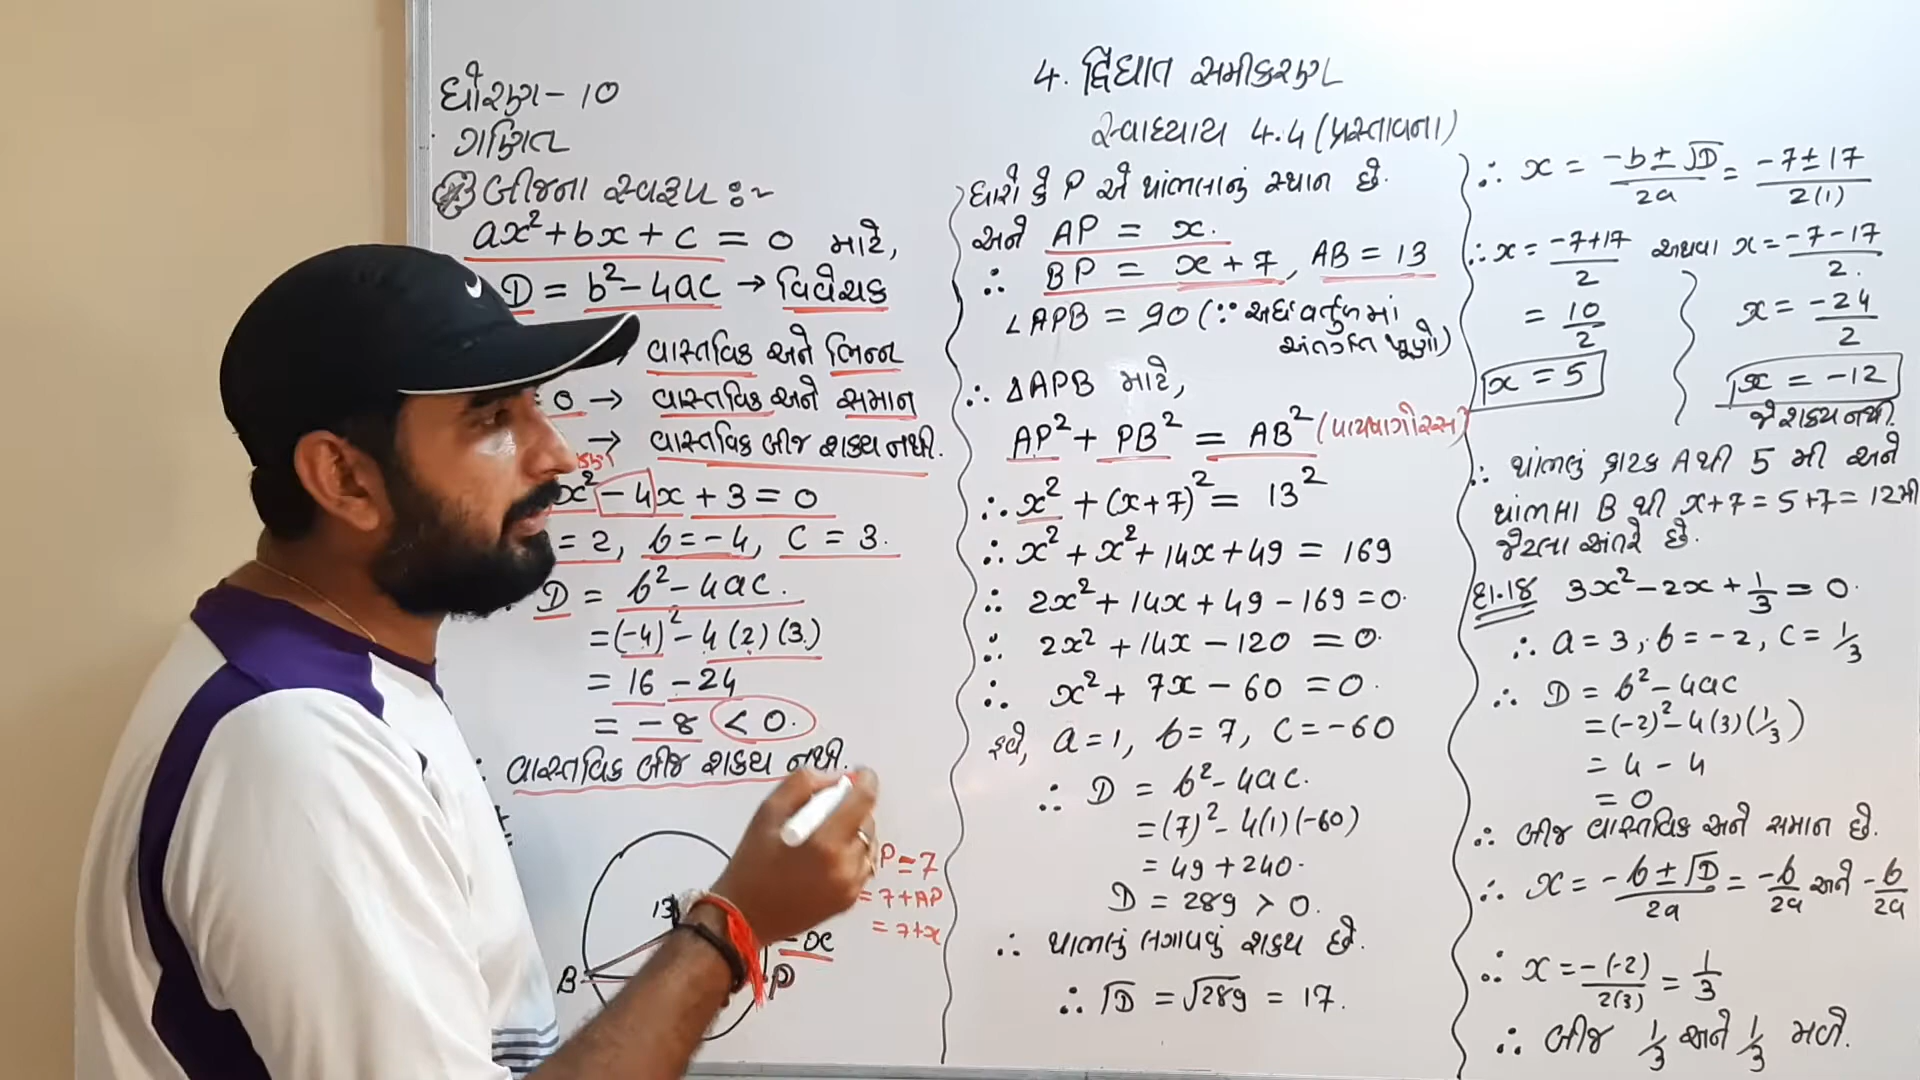 ધોરણ - 10
ગણિત
બીજના સ્વરૂપ :~
ax² + bx + c = 0 માટે,
D = b² - 4ac → વિવેચક
વાસ્તવિક અને ભિન્ન
0 → વાસ્તવિક અને સમાન
→ વાસ્તવિક બીજ શક્ય નથી.
x² - 4x + 3 = 0
= 2, b = -4, C = 3.
D = b² - 4ac.
= (-4)² - 4(2)(3)
= 16 - 24
= -8 < 0.
વાસ્તવિક બીજ શક્ય નથી.
P = 7
= 7 + AP
= 7 + x
13
- x
B
P
4. દ્વિઘાત સમીકરણ
સ્વાધ્યાય 4.4 (પ્રસ્તાવના)
ધારો કે P એ થાંભલાનું સ્થાન છે.
અને AP = x.
∴ BP = x + 7, AB = 13
∠APB = 90 (∵ અર્ધવર્તુળમાં
અંતર્ગત ખૂણો)
∴ ΔAPB માટે,
AP² + PB² = AB² (પાયથાગોરસ)
∴ x² + (x+7)² = 13²
∴ x² + x² + 14x + 49 = 169
∴ 2x² + 14x + 49 - 169 = 0.
∴ 2x² + 14x - 120 = 0.
∴ x² + 7x - 60 = 0.
હવે, a = 1, b = 7, C = -60
∴ D = b² - 4ac.
= (7)² - 4(1)(-60)
= 49 + 240.
D = 289 > 0.
∴ થાંભલું લગાવવું શક્ય છે.
∴ √D = √289 = 17.
∴ x = -b ± √D / 2a = -7 ± 17 / 2(1)
∴ x = -7+17 / 2 અથવા x = -7-17 / 2.
= 10/2
x = 5
x = -24 / 2
x = -12
જે શક્ય નથી.
∴ થાંભલું ફાટક A થી 5 મી અને
ફાટક B થી x + 7 = 5 + 7 = 12 મી
જેટલા અંતરે છે.
દા.18 3x² - 2x + 1/3 = 0.
∴ a = 3, b = -2, C = 1/3
∴ D = b² - 4ac
= (-2)² - 4(3)(1/3)
= 4 - 4
= 0
∴ બીજ વાસ્તવિક અને સમાન છે.
∴ x = -b ± √D / 2a = -b/2a અને -b/2a
∴ x = -(-2) / 2(3) = 1/3
∴ બીજ 1/3 અને 1/3 મળે.